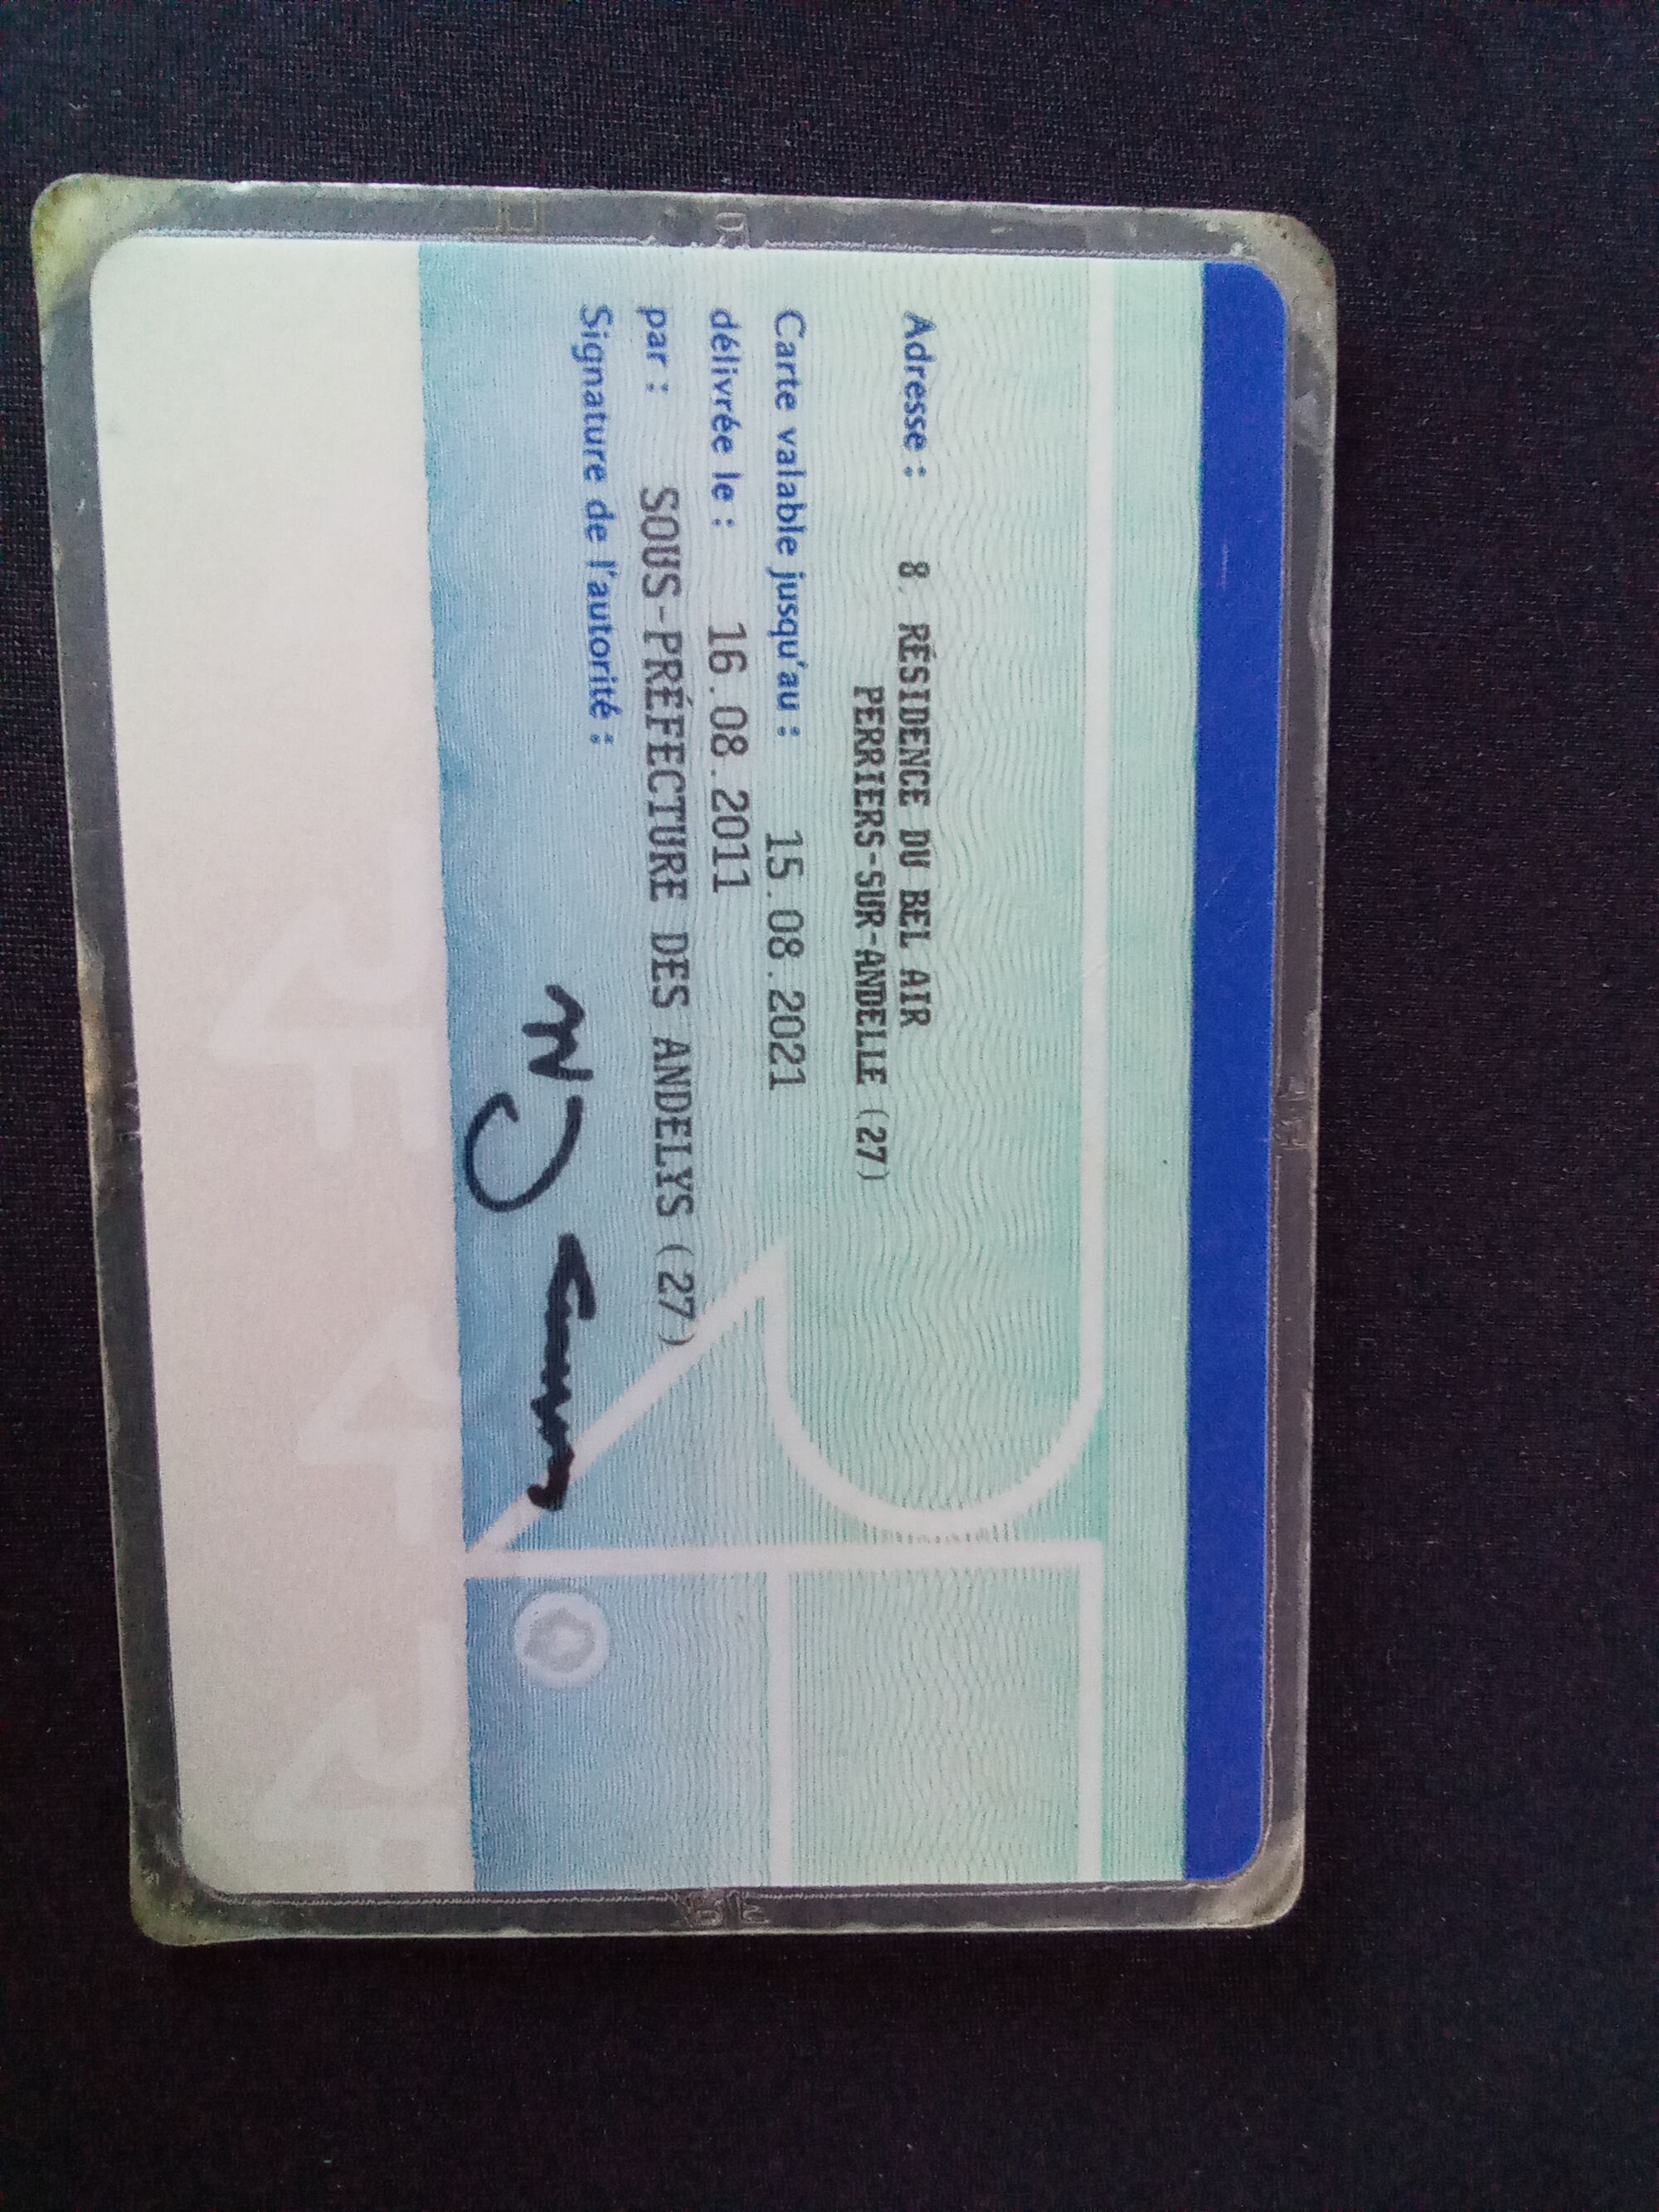 Adresse : 8, RÉSIDENCE DU BEL AIR
PERRIERS-SUR-ANDELLE (27)
Carte valable jusqu'au : 15.08.2021
délivrée le : 16.08.2011
par : SOUS-PRÉFECTURE DES ANDELYS (27)
Signature de l'autorité :
RF